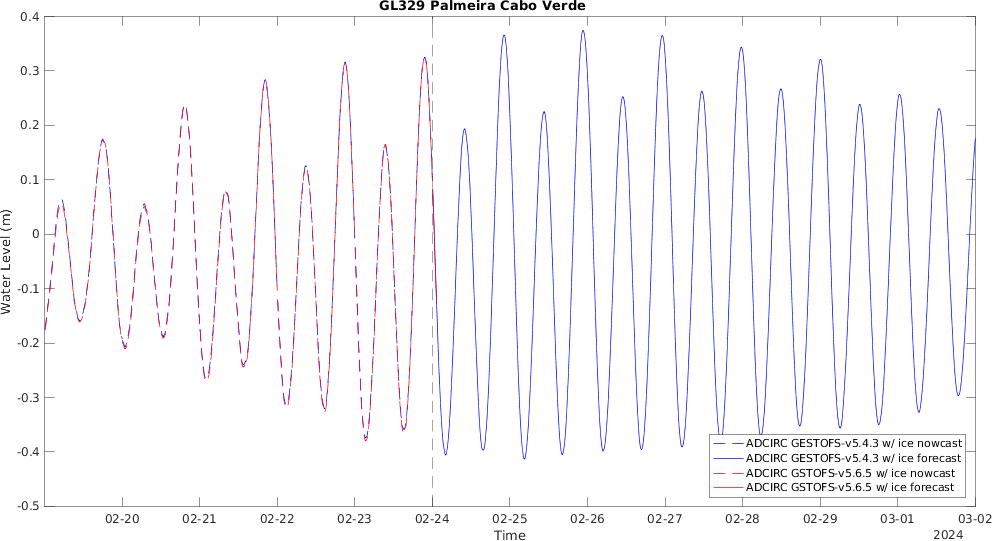 GL329 Palmeira Cabo Verde
0.4
0.3
0.2
0.1
0
-0.1
-0.2
-0.3
-0.4
-0.5
Water Level (m)
ADCIRC GESTOFS-v5.4.3 w/ ice nowcast
ADCIRC GESTOFS-v5.4.3 w/ ice forecast
ADCIRC GSTOFS-v5.6.5 w/ ice nowcast
ADCIRC GSTOFS-v5.6.5 w/ ice forecast
02-20 02-21 02-22 02-23 02-24 02-25 02-26 02-27 02-28 02-29 03-01 03-02
Time 2024